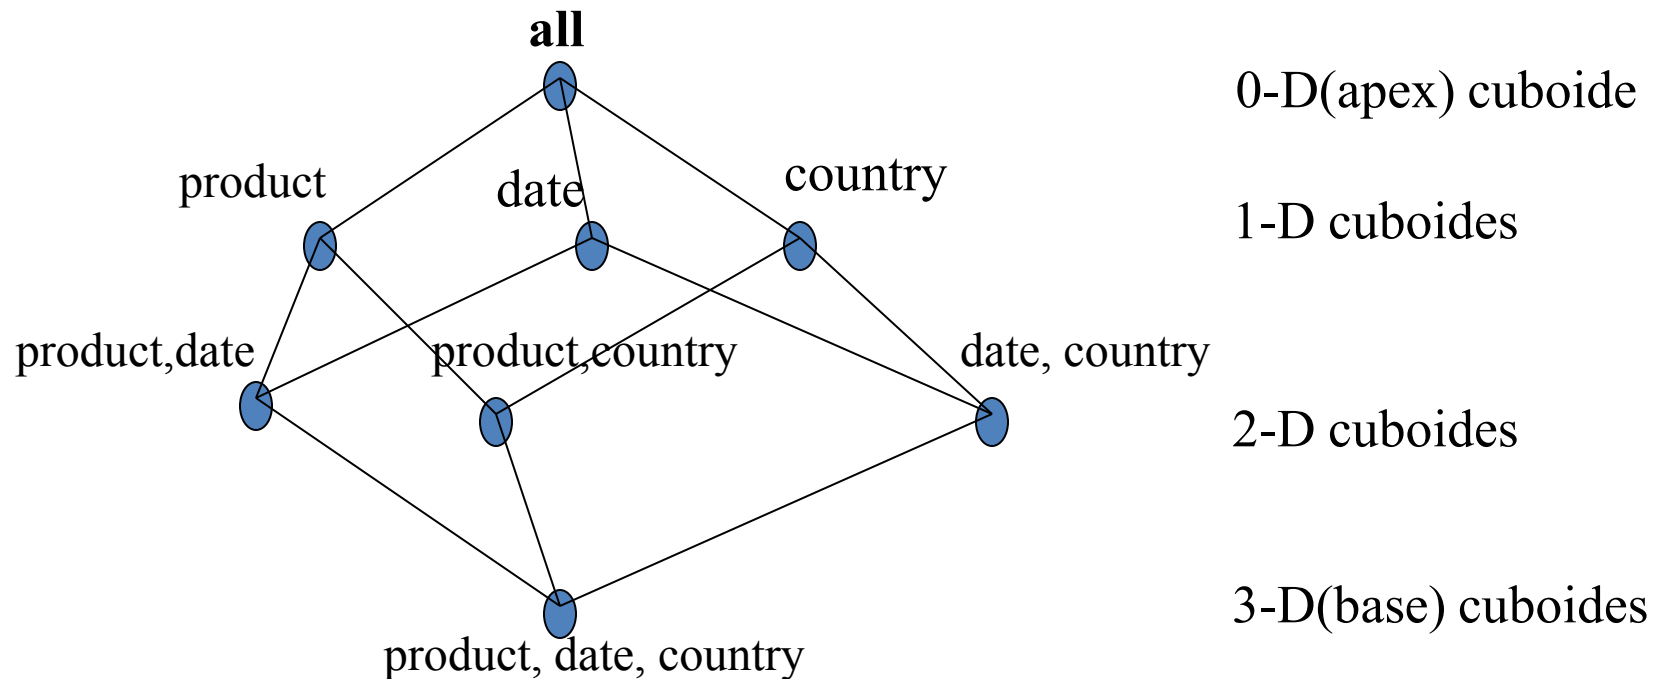 all
0-D(apex) cuboide
product
date
country
1-D cuboides
product,date
product,country
date, country
2-D cuboides
3-D(base) cuboides
product, date, country